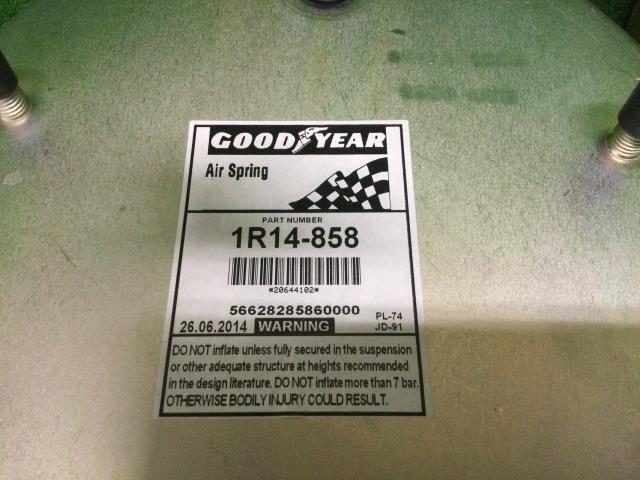 GOODYEAR
Air Spring
PART NUMBER
1R14-858
*20644102*
56628285860000
PL-74
26.06.2014 WARNING JD-91
DO NOT inflate unless fully secured in the suspension
or other adequate structure at heights recommended
in the design literature. DO NOT inflate more than 7 bar.
OTHERWISE BODILY INJURY COULD RESULT.